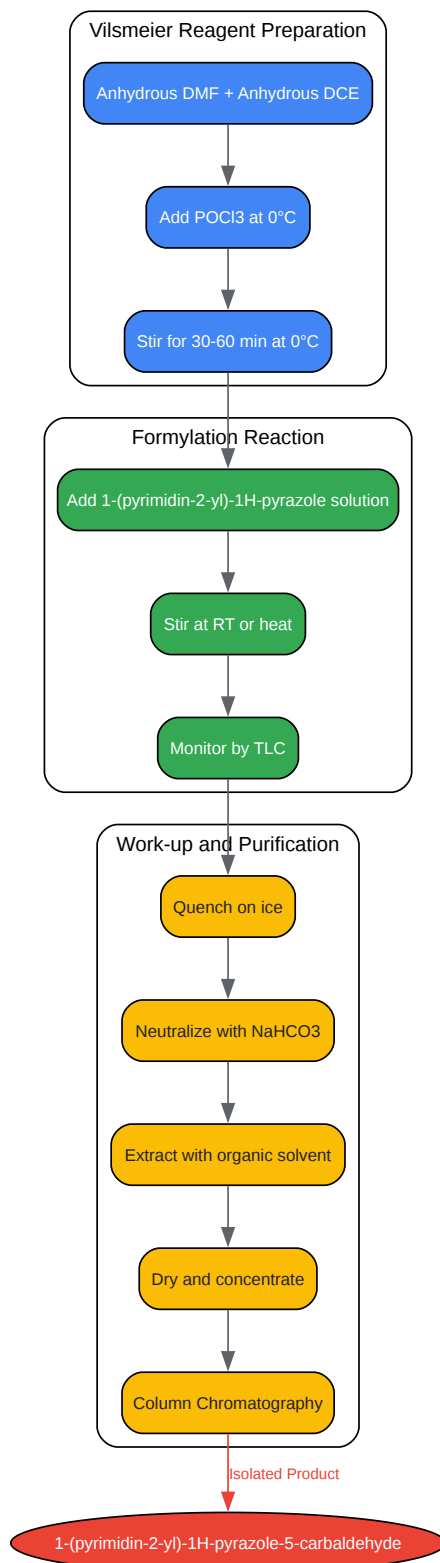 Vilsmeier Reagent Preparation
Anhydrous DMF + Anhydrous DCE
Add POCl3 at 0°C
Stir for 30-60 min at 0°C
Formylation Reaction
Add 1-(pyrimidin-2-yl)-1H-pyrazole solution
Stir at RT or heat
Monitor by TLC
Work-up and Purification
Quench on ice
Neutralize with NaHCO3
Extract with organic solvent
Dry and concentrate
Column Chromatography
Isolated Product
1-(pyrimidin-2-yl)-1H-pyrazole-5-carbaldehyde